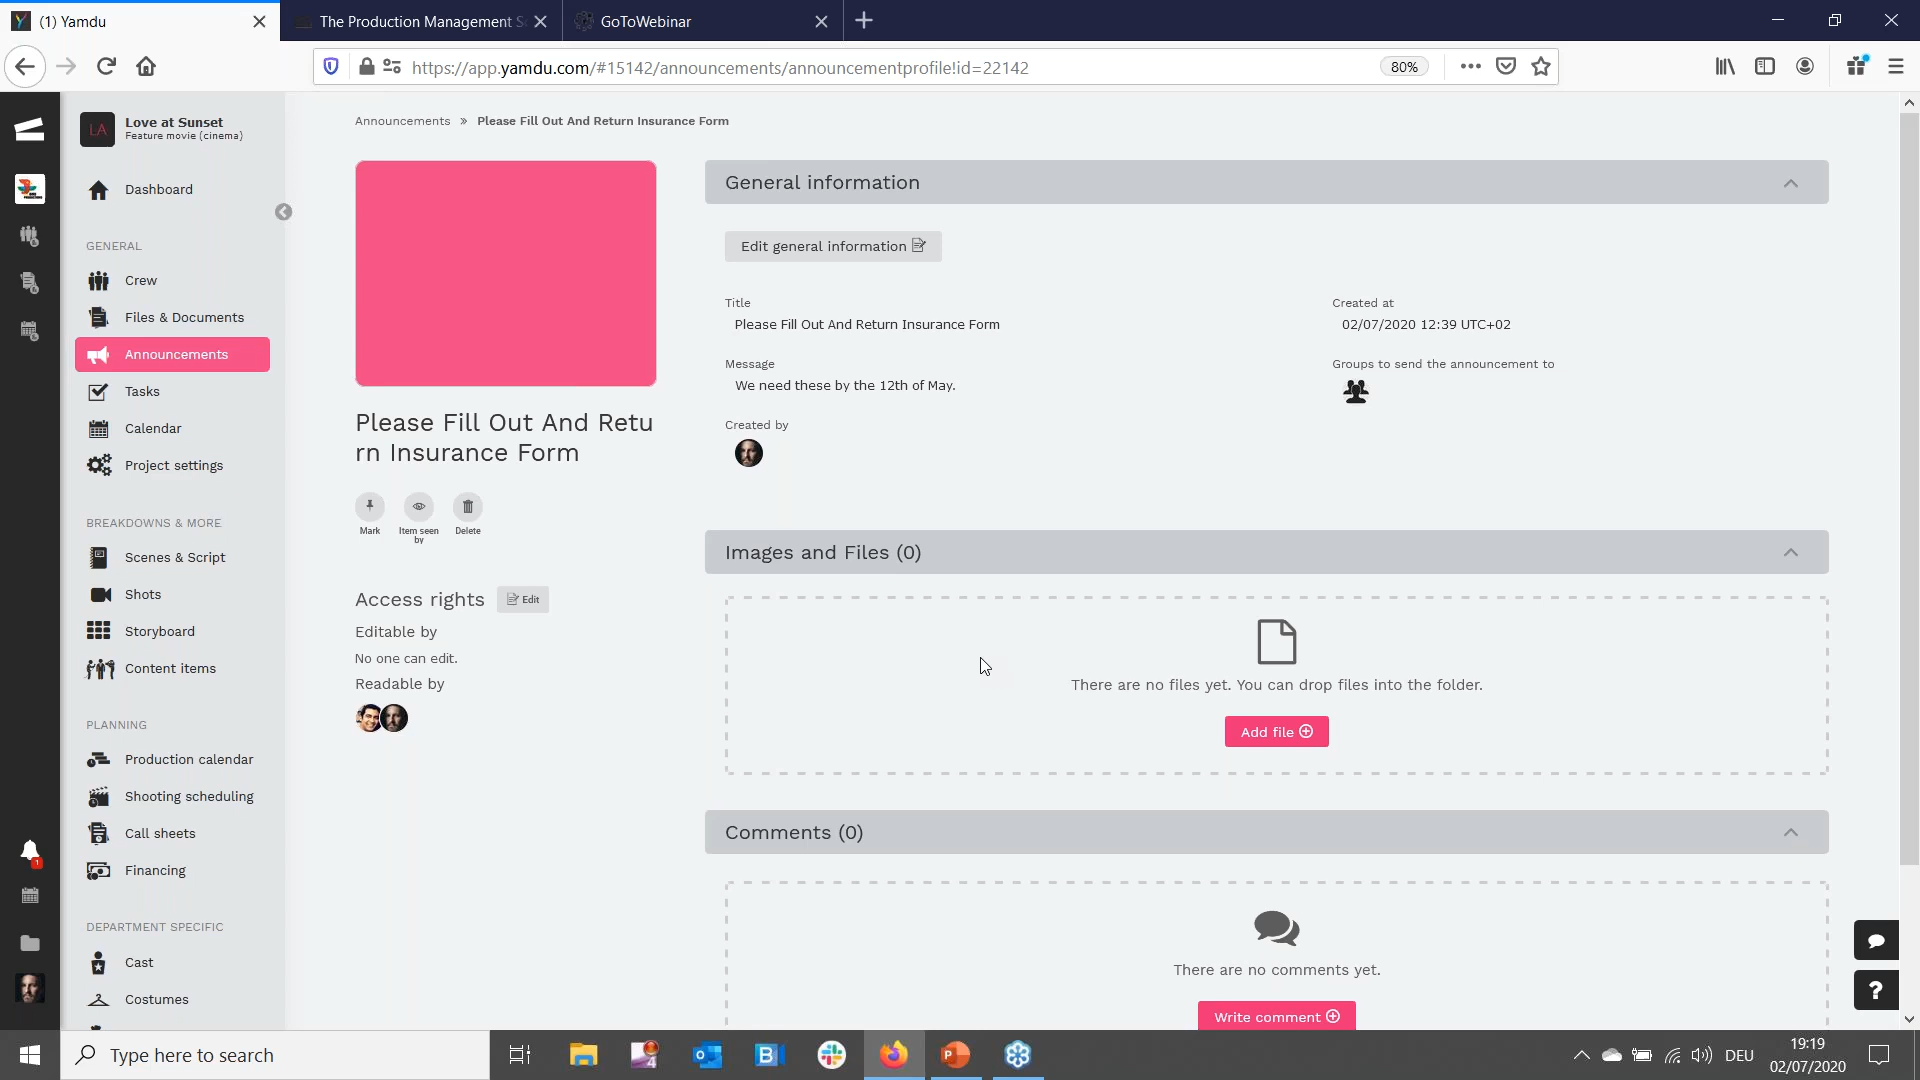 (1) Yamdu
The Production Management S
GoToWebinar
https://app.yamdu.com/#15142/announcements/announcementprofile!id=22142
80%
LA
Love at Sunset
Feature movie (cinema)
Dashboard
GENERAL
Crew
Files & Documents
Announcements
Tasks
Calendar
Project settings
BREAKDOWNS & MORE
Scenes & Script
Shots
Storyboard
Content items
PLANNING
Production calendar
Shooting scheduling
Call sheets
Financing
DEPARTMENT SPECIFIC
Cast
Costumes
1
Announcements » Please Fill Out And Return Insurance Form
Please Fill Out And Retu
rn Insurance Form
Mark
Item seen
by
Delete
Access rights
Edit
Editable by
No one can edit.
Readable by
General information
Edit general information
Title
Please Fill Out And Return Insurance Form
Created at
02/07/2020 12:39 UTC+02
Message
We need these by the 12th of May.
Groups to send the announcement to
Created by
Images and Files (0)
There are no files yet. You can drop files into the folder.
Add file
Comments (0)
There are no comments yet.
Write comment
?
Type here to search
DEU
19:19
02/07/2020